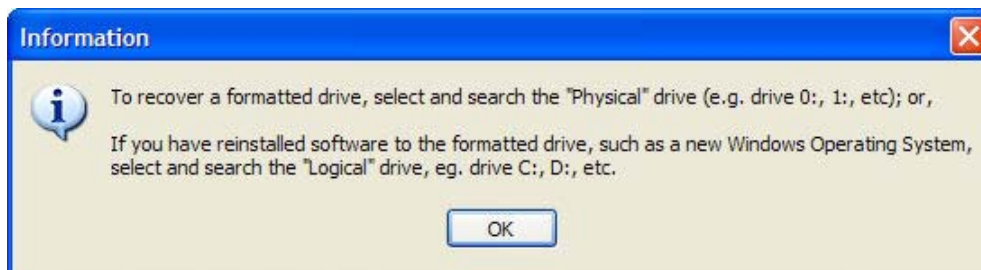 Information
To recover a formatted drive, select and search the "Physical" drive (e.g. drive 0:, 1:, etc); or,
If you have reinstalled software to the formatted drive, such as a new Windows Operating System,
select and search the "Logical" drive, eg. drive C:, D:, etc.
OK